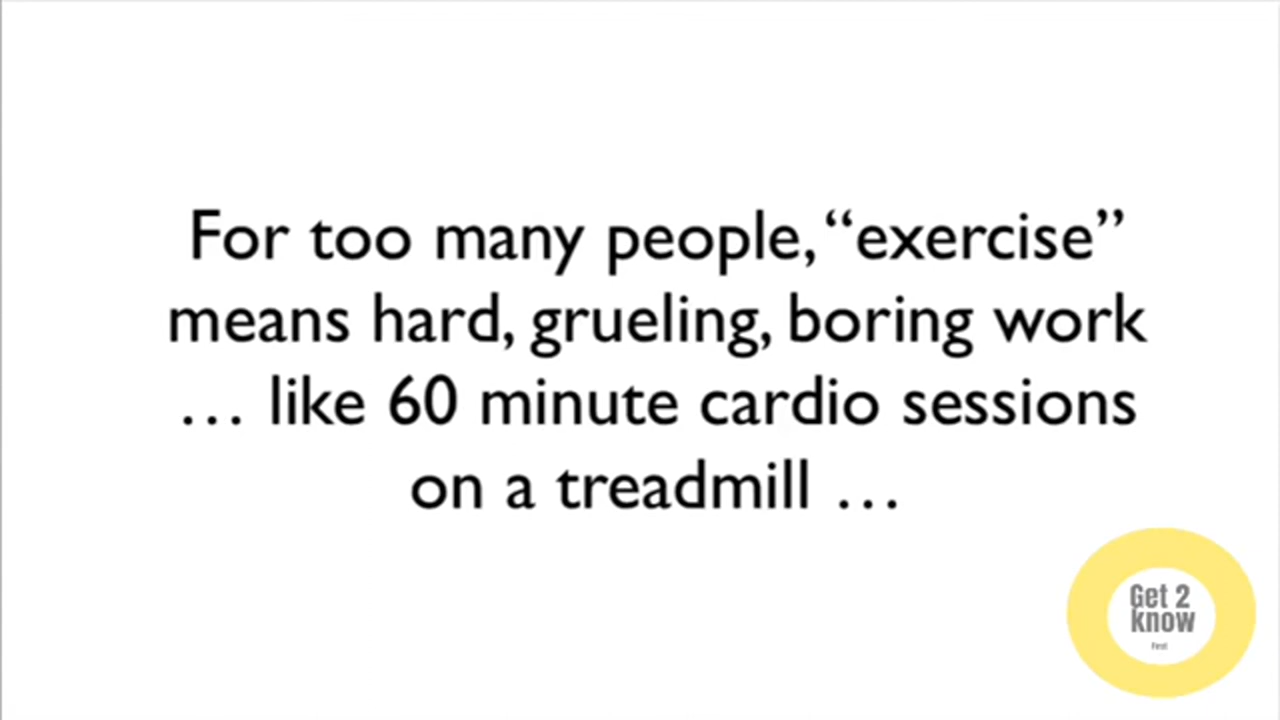 For too many people, “exercise”
means hard, grueling, boring work
… like 60 minute cardio sessions
on a treadmill …
Get 2
know
First